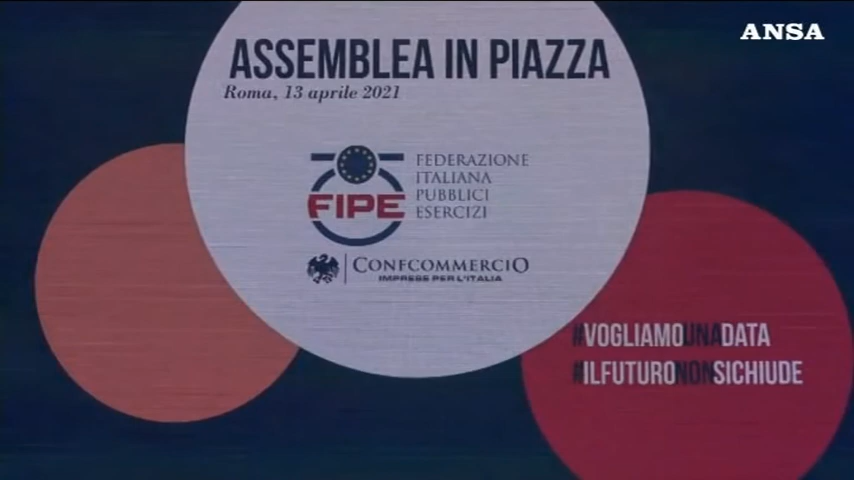 ANSA
ASSEMBLEA IN PIAZZA
Roma, 13 aprile 2021
FEDERAZIONE
ITALIANA
PUBBLICI
ESERCIZI
FIPE
CONFCOMMERCIO
IMPRESE PER L'ITALIA
#VOGLIAMOUNADATA
#ILFUTURONONSICHIUDE